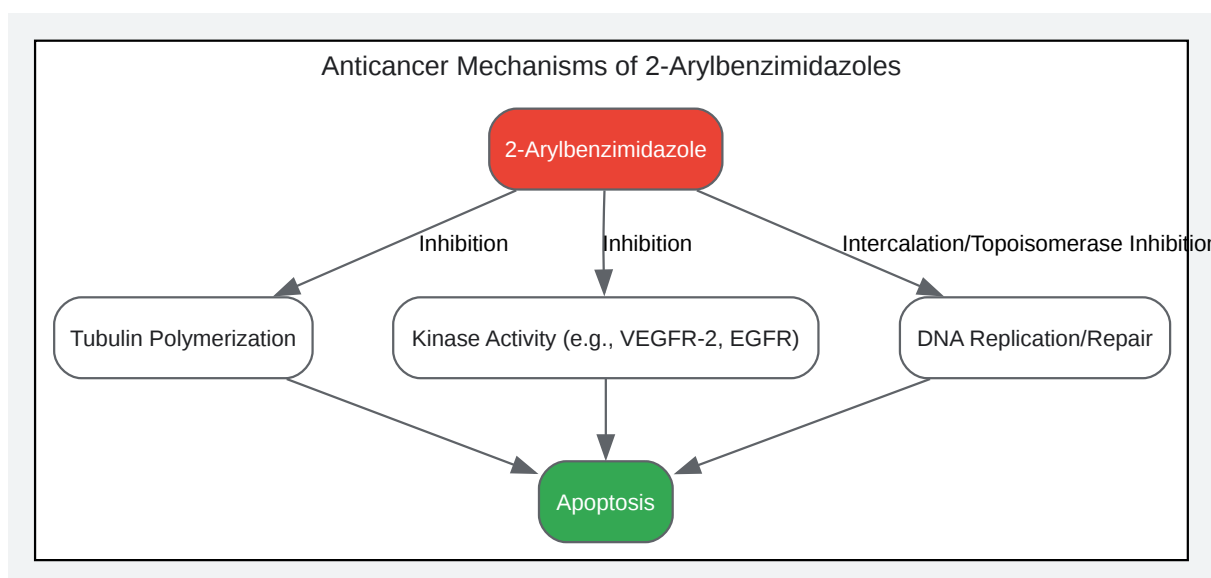 Anticancer Mechanisms of 2-Arylbenzimidazoles
2-Arylbenzimidazole
Inhibition
Inhibition
Intercalation/Topoisomerase Inhibition
Tubulin Polymerization
Kinase Activity (e.g., VEGFR-2, EGFR)
DNA Replication/Repair
Apoptosis